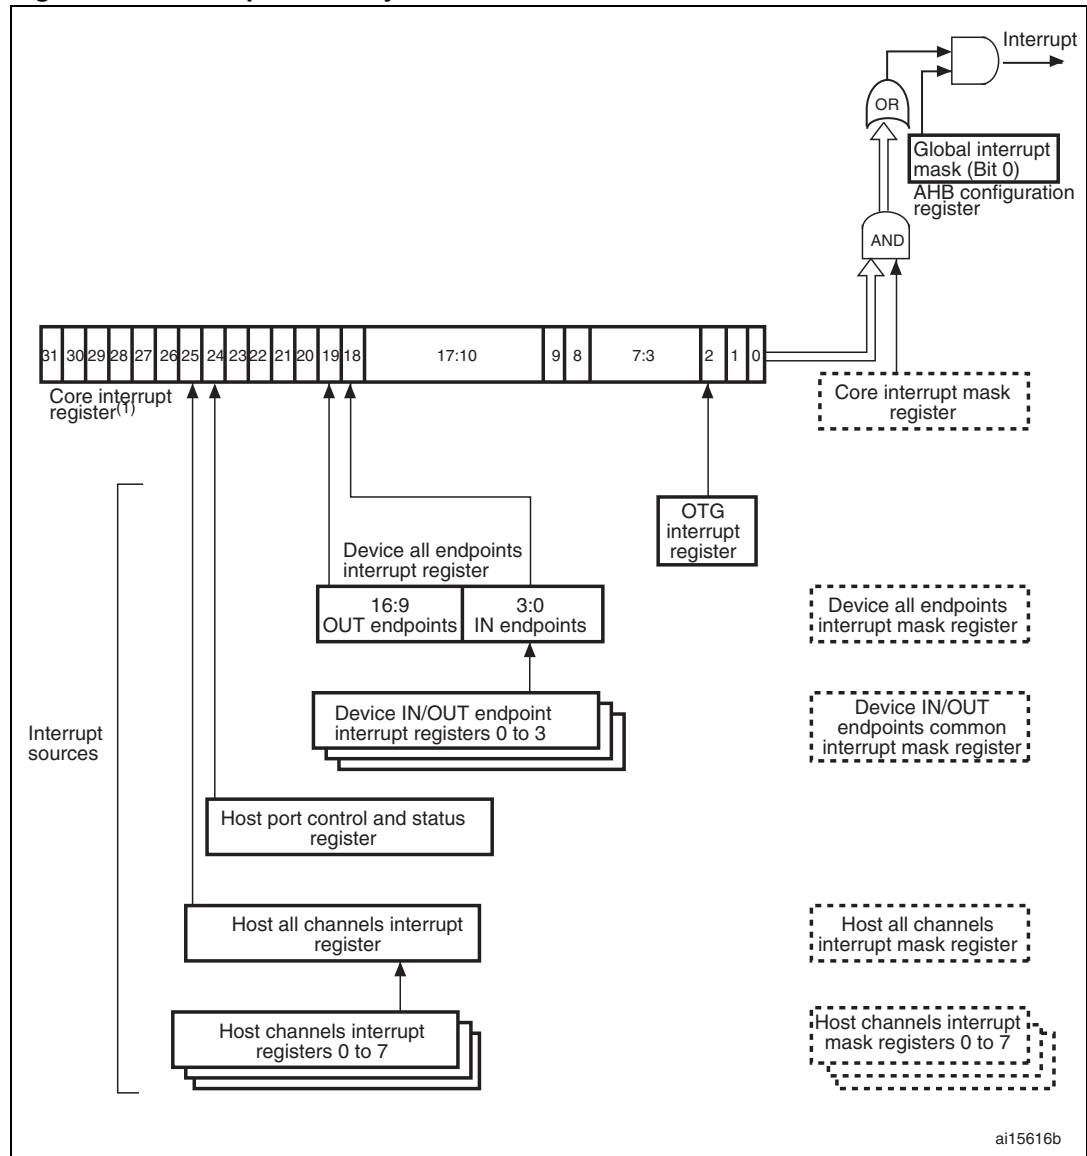 Interrupt
OR
Global interrupt
mask (Bit 0)
AHB configuration
register
AND
31 30 29 28 27 26 25 24 23 22 21 20 19 18 17:10 9 8 7:3 2 1 0
Core interrupt
register(1)
Core interrupt mask
register
OTG
interrupt
register
Device all endpoints
interrupt register
16:9
OUT endpoints
3:0
IN endpoints
Device all endpoints
interrupt mask register
Device IN/OUT endpoint
interrupt registers 0 to 3
Device IN/OUT
endpoints common
interrupt mask register
Interrupt
sources
Host port control and status
register
Host all channels interrupt
register
Host all channels
interrupt mask register
Host channels interrupt
registers 0 to 7
Host channels interrupt
mask registers 0 to 7
ai15616b